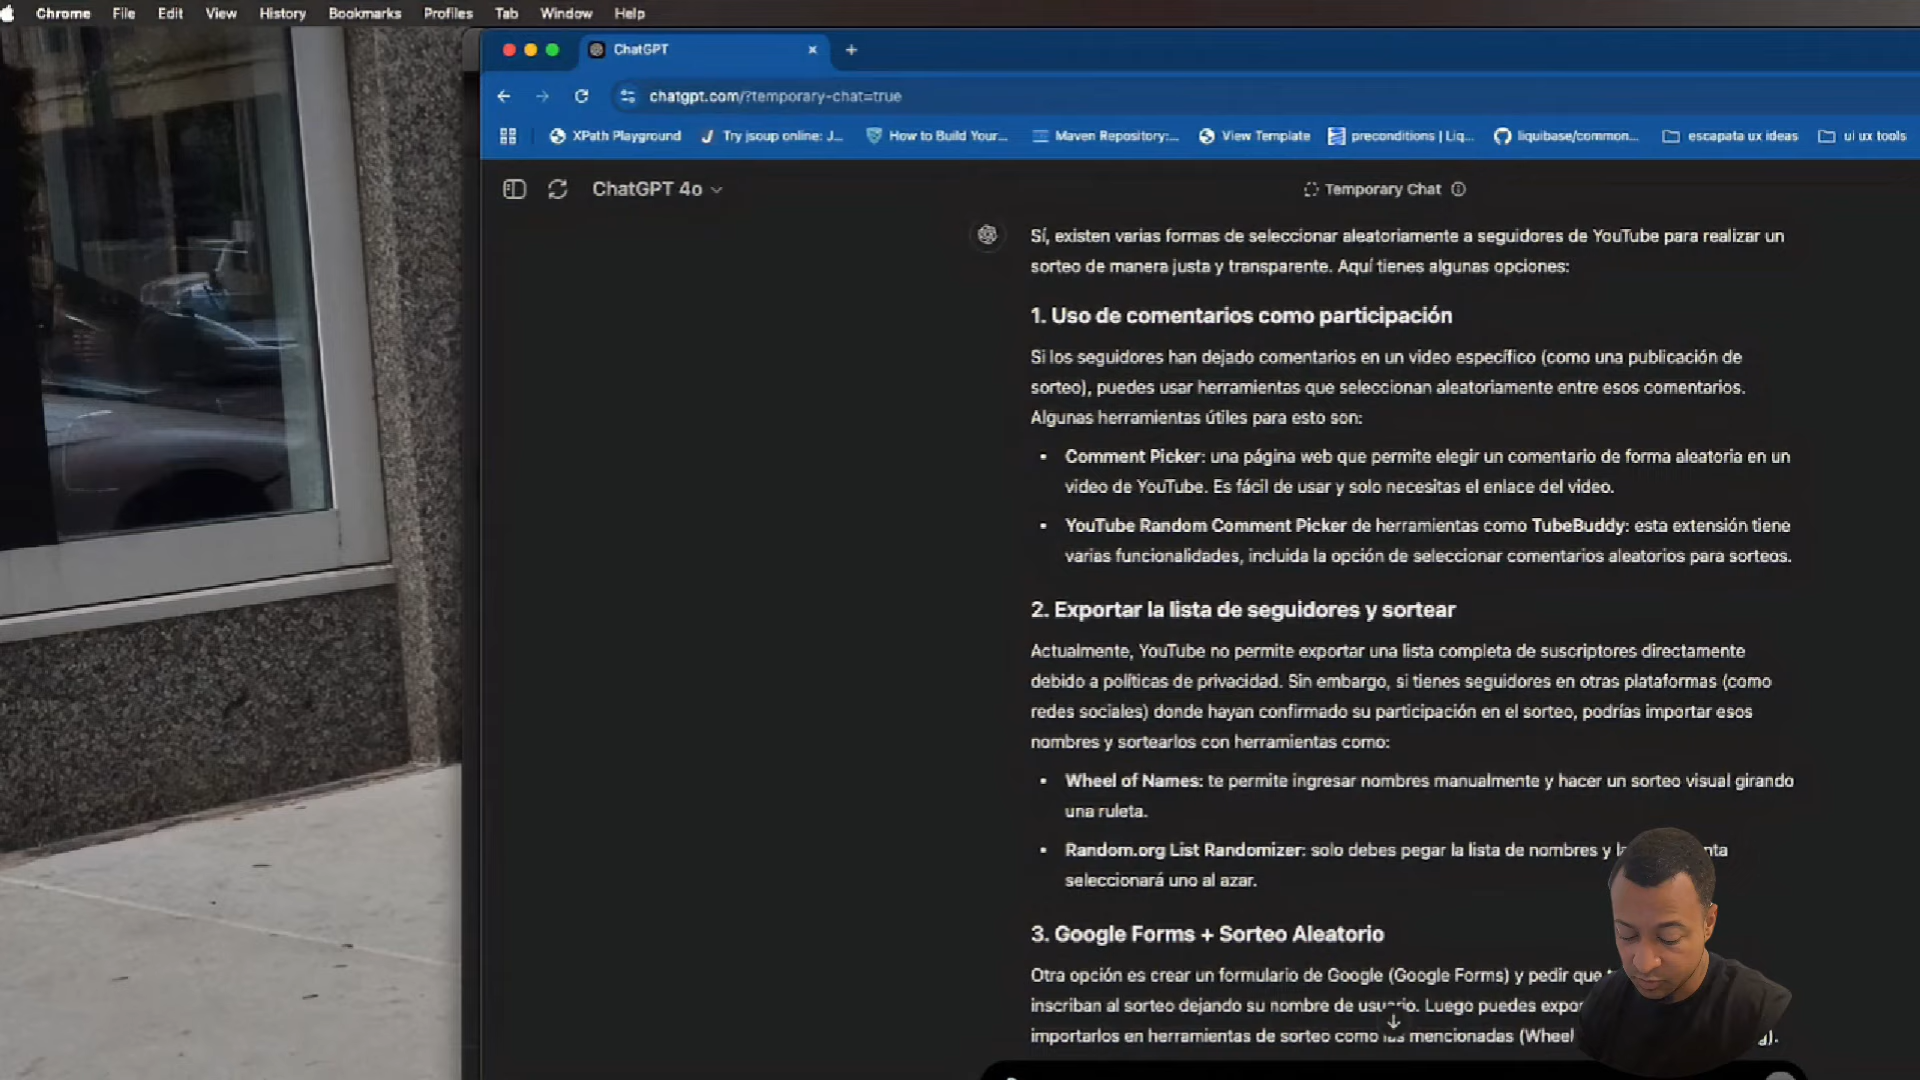 Chrome File Edit View History Bookmarks Profiles Tab Window Help
ChatGPT
chatgpt.com/?temporary-chat=true
XPath Playground Try jsoup online: J... How to Build Your... Maven Repository:... View Template preconditions | Liq... liquibase/common... escapata ux ideas ui ux tools
ChatGPT 4o
Temporary Chat
Sí, existen varias formas de seleccionar aleatoriamente a seguidores de YouTube para realizar un
sorteo de manera justa y transparente. Aquí tienes algunas opciones:
1. Uso de comentarios como participación
Si los seguidores han dejado comentarios en un video específico (como una publicación de
sorteo), puedes usar herramientas que seleccionan aleatoriamente entre esos comentarios.
Algunas herramientas útiles para esto son:
• Comment Picker: una página web que permite elegir un comentario de forma aleatoria en un
video de YouTube. Es fácil de usar y solo necesitas el enlace del video.
• YouTube Random Comment Picker de herramientas como TubeBuddy: esta extensión tiene
varias funcionalidades, incluida la opción de seleccionar comentarios aleatorios para sorteos.
2. Exportar la lista de seguidores y sortear
Actualmente, YouTube no permite exportar una lista completa de suscriptores directamente
debido a políticas de privacidad. Sin embargo, si tienes seguidores en otras plataformas (como
redes sociales) donde hayan confirmado su participación en el sorteo, podrías importar esos
nombres y sortearlos con herramientas como:
• Wheel of Names: te permite ingresar nombres manualmente y hacer un sorteo visual girando
una ruleta.
• Random.org List Randomizer: solo debes pegar la lista de nombres y
seleccionará uno al azar.
3. Google Forms + Sorteo Aleatorio
Otra opción es crear un formulario de Google (Google Forms) y pedir que
inscriban al sorteo dejando su nombre de usuario. Luego puedes
importarlos en herramientas de sorteo como las mencionadas (Wheel